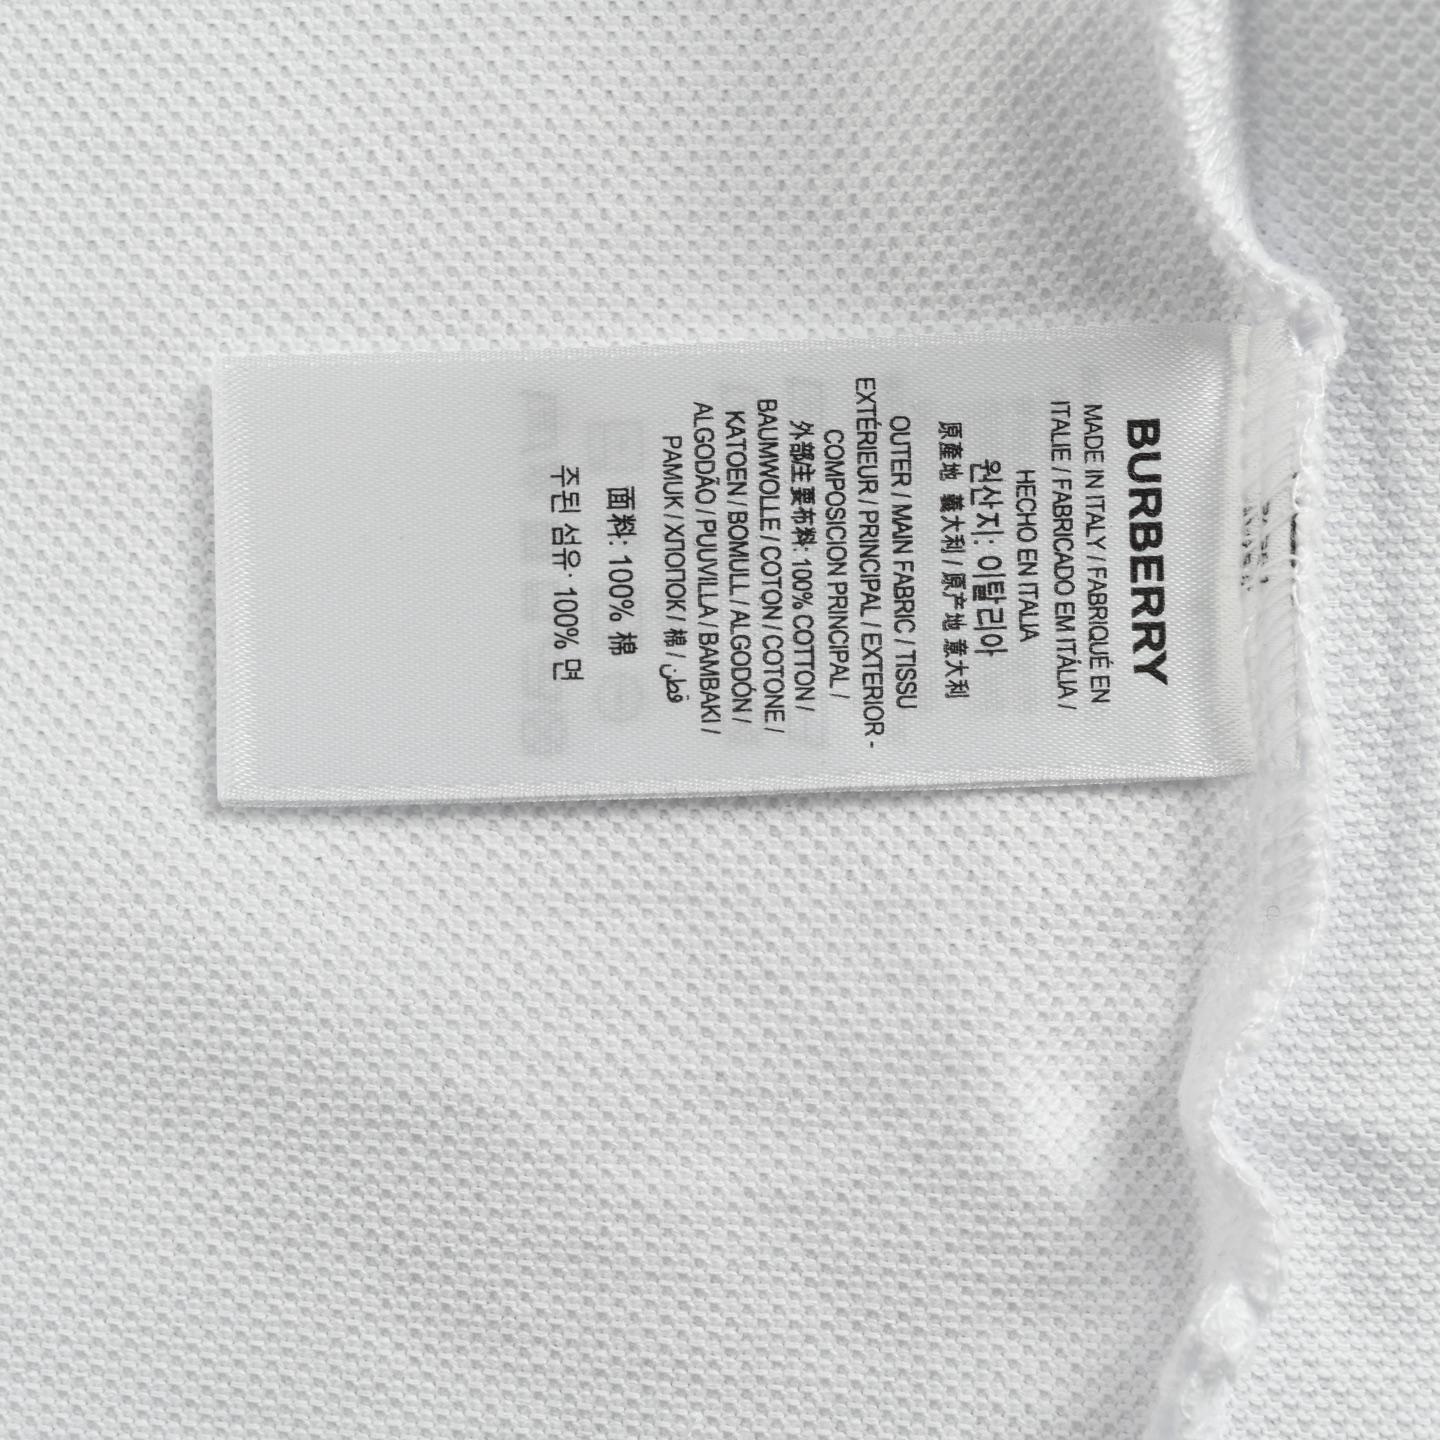 BURBERRY
MADE IN ITALY / FABRIQUÉ EN
ITALIE / FABRICADO EM ITÁLIA /
HECHO EN ITALIA
원산지: 이탈리아
原產地 義大利 / 原产地 意大利
OUTER / MAIN FABRIC / TISSU
EXTÉRIEUR / PRINCIPAL / EXTERIOR -
COMPOSICION PRINCIPAL /
外部主要布料: 100% COTTON /
BAUMWOLLE / COTON / COTONE /
KATOEN / BOMULL / ALGODÓN /
ALGODÃO / PUUVILLA / BAMBAKI /
PAMUK / ХЛОПОК / 棉 / قطن
面料: 100% 棉
주된 섬유: 100% 면